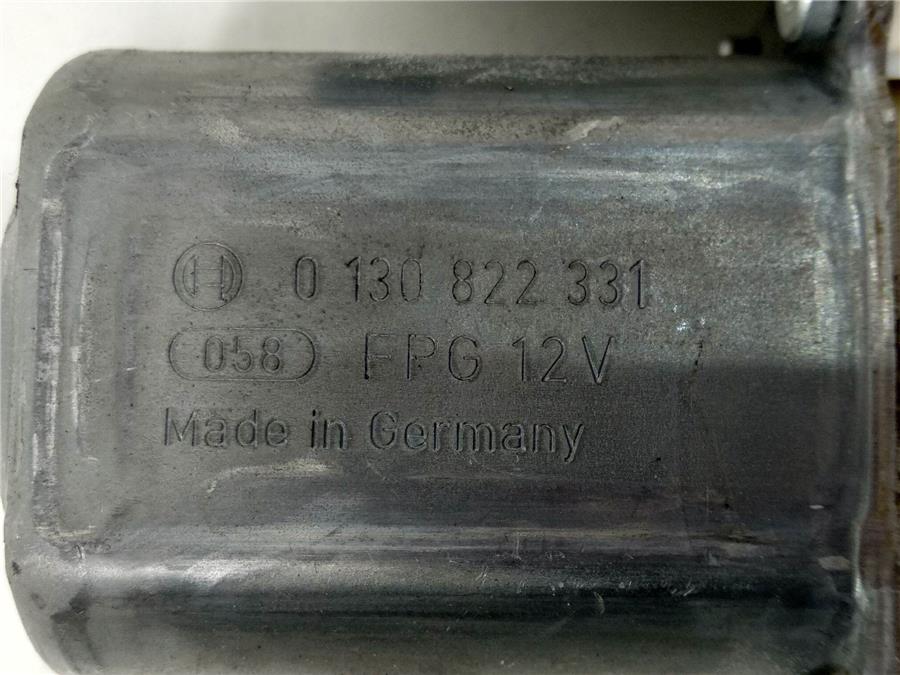 0 130 822 331
058 FPG 12V
Made in Germany